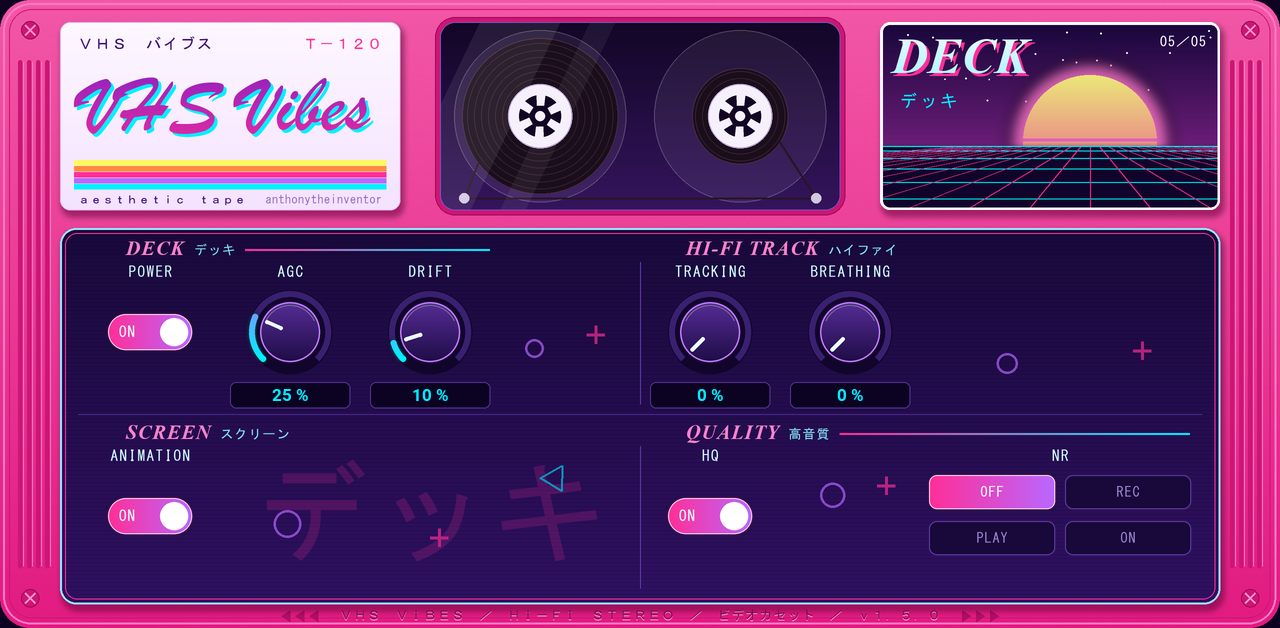 VHS バイブス
T-120
VHS Vibes
aesthetic tape
anthonytheinventor
DECK
デッキ
05/05
DECK デッキ
POWER
AGC
DRIFT
ON
25 %
10 %
HI-FI TRACK ハイファイ
TRACKING
BREATHING
0 %
0 %
SCREEN スクリーン
ANIMATION
ON
デッキ
QUALITY 高音質
HQ
NR
ON
OFF
REC
PLAY
ON
VHS VIBES / HI-FI STEREO / ビデオカセット / v1.5.0